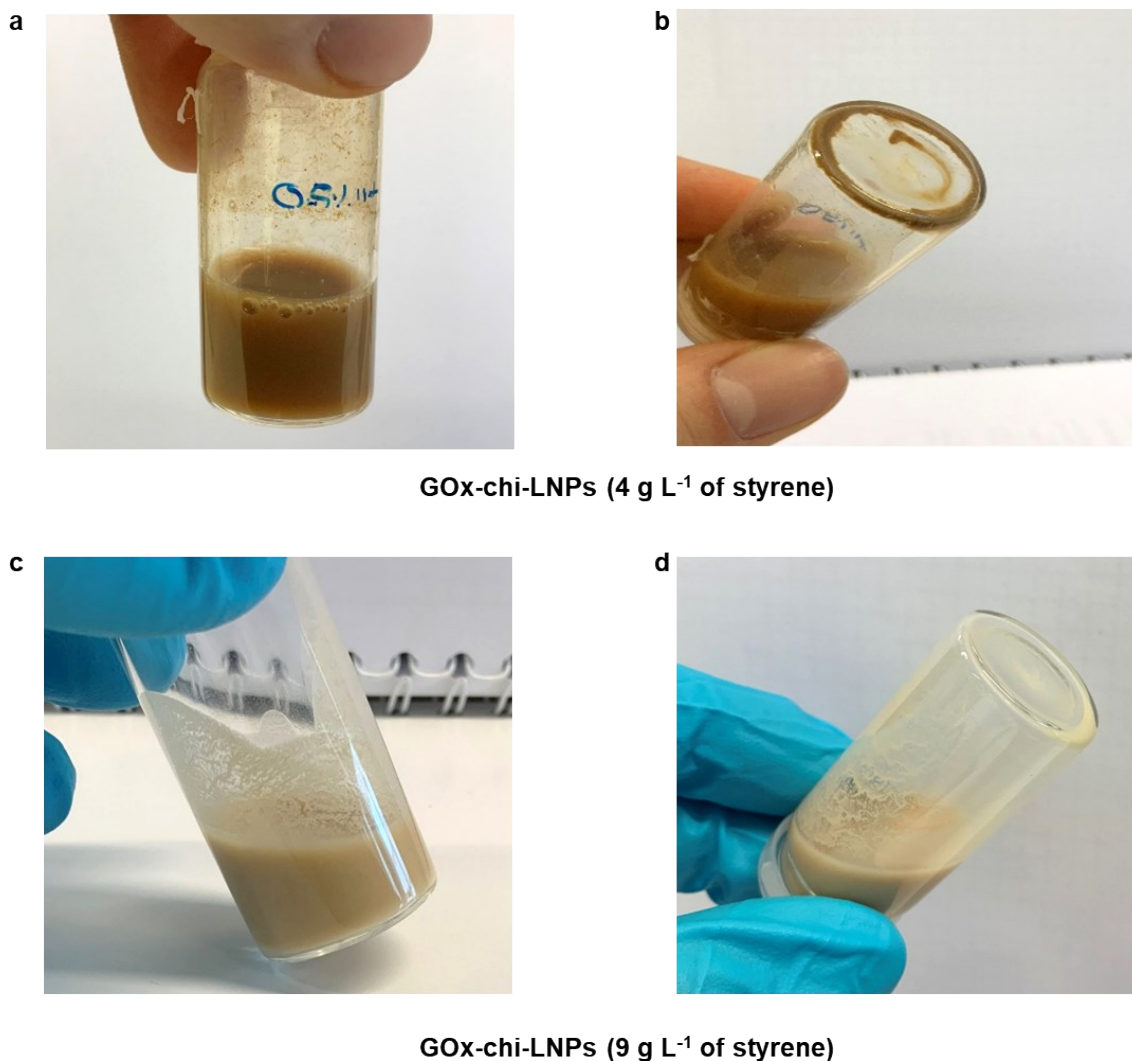 a
b
GOx-chi-LNPs (4 g L⁻¹ of styrene)
c
d
GOx-chi-LNPs (9 g L⁻¹ of styrene)